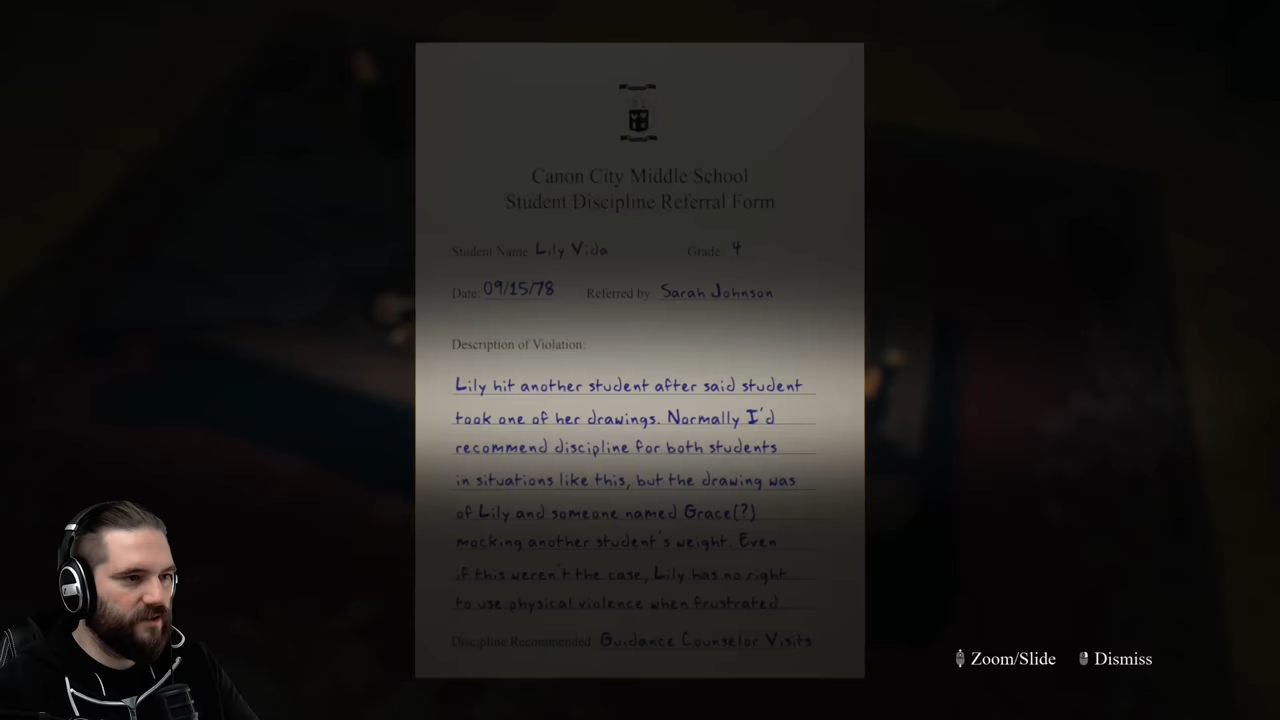 Canon City Middle School
Student Discipline Referral Form
Student Name: Lily Vida Grade: 4
Date: 09/15/78 Referred by: Sarah Johnson
Description of Violation:
Lily hit another student after said student
took one of her drawings. Normally I'd
recommend discipline for both students
in situations like this, but the drawing was
of Lily and someone named Grace(?)
mocking another student's weight. Even
if this weren't the case, Lily has no right
to use physical violence when frustrated.
Discipline Recommended: Guidance Counselor Visits
Zoom/Slide Dismiss